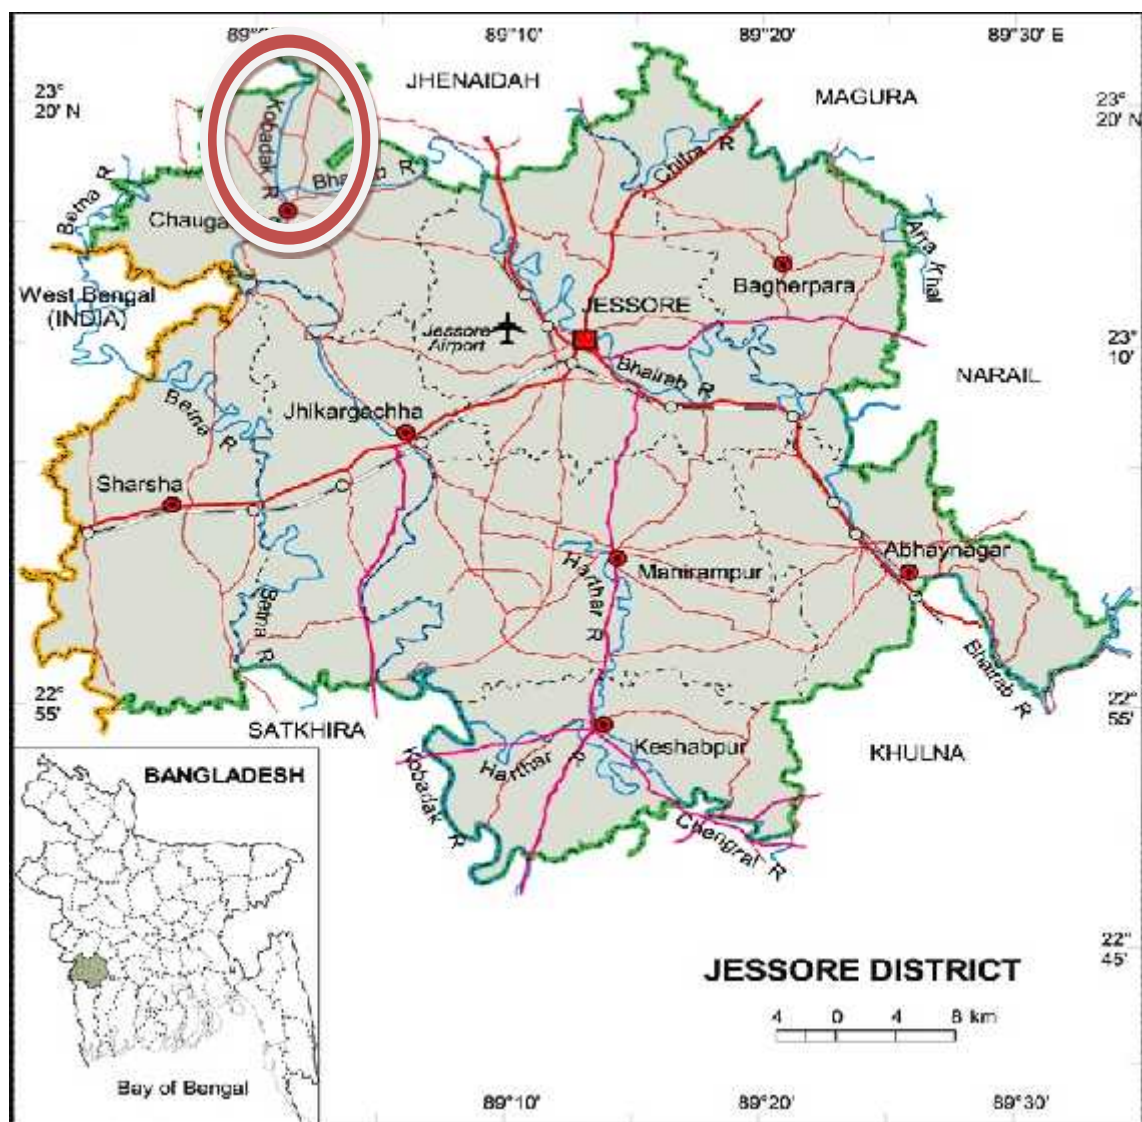 89°10'
89°20'
89°30' E
23°
20' N
23°
20' N
JHENAIDAH
MAGURA
Kobadak R
Chitra R
Betna R
Ana Khal
West Bengal
(INDIA)
Bagherpara
JESSORE
Jessore
Airport
23°
10'
Bhairab R
NARAIL
Betna R
Jhikargachha
Sharsha
Abhaynagar
Harihar R
Manirampur
Betna R
Bhairab R
22°
55'
22°
55'
SATKHIRA
Keshabpur
KHULNA
Kobadak R
Harihar R
BANGLADESH
22°
45'
JESSORE DISTRICT
4 0 4 8 km
Bay of Bengal
89°10'
89°20'
89°30'